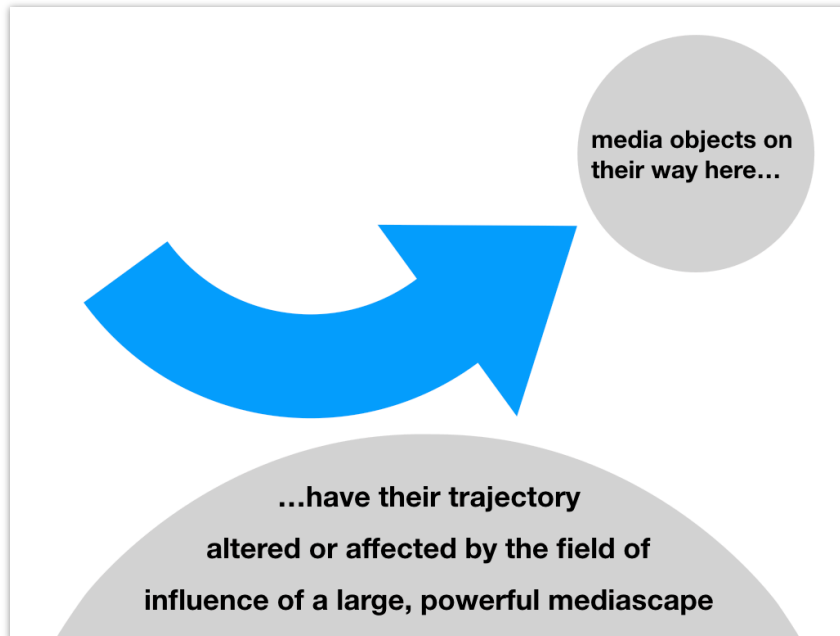 media objects on
their way here…
…have their trajectory
altered or affected by the field of
influence of a large, powerful mediascape